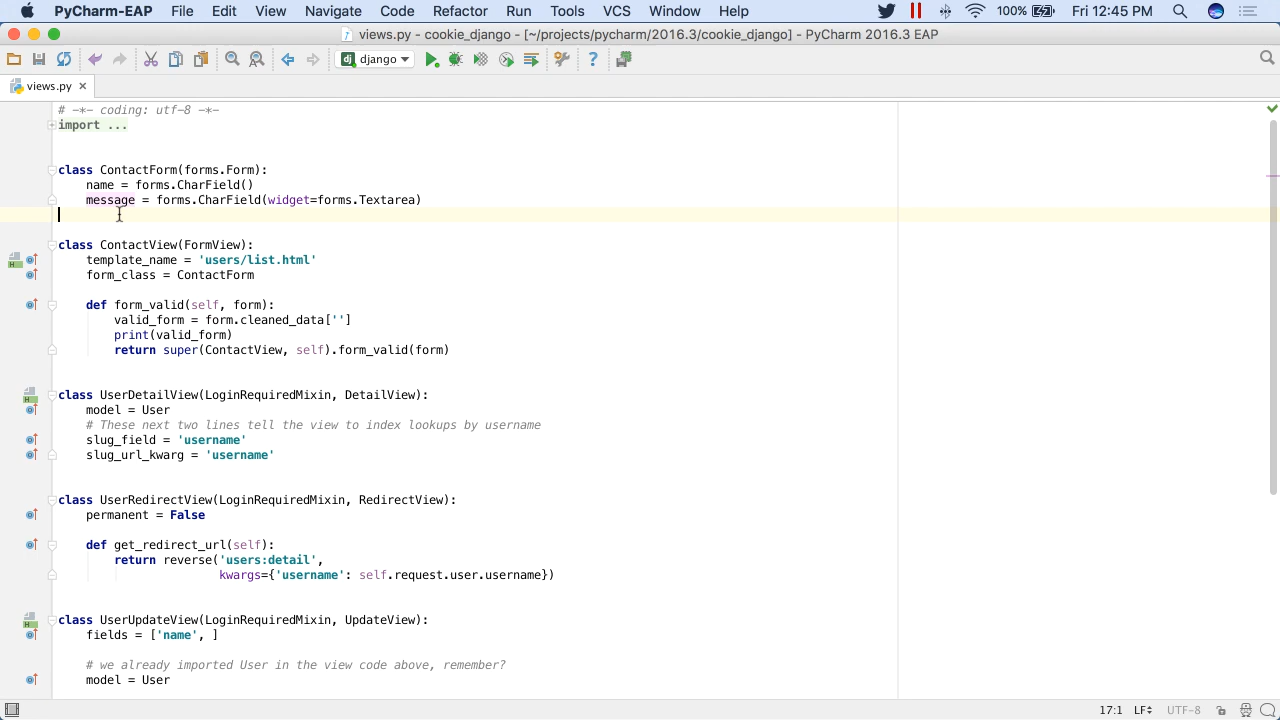 PyCharm-EAP File Edit View Navigate Code Refactor Run Tools VCS Window Help 100% Fri 12:45 PM
views.py - cookie_django - [~/projects/pycharm/2016.3/cookie_django] - PyCharm 2016.3 EAP
dj django
views.py
# -*- coding: utf-8 -*-
import ...
class ContactForm(forms.Form):
name = forms.CharField()
message = forms.CharField(widget=forms.Textarea)
class ContactView(FormView):
template_name = 'users/list.html'
form_class = ContactForm
def form_valid(self, form):
valid_form = form.cleaned_data['']
print(valid_form)
return super(ContactView, self).form_valid(form)
class UserDetailView(LoginRequiredMixin, DetailView):
model = User
# These next two lines tell the view to index lookups by username
slug_field = 'username'
slug_url_kwarg = 'username'
class UserRedirectView(LoginRequiredMixin, RedirectView):
permanent = False
def get_redirect_url(self):
return reverse('users:detail',
kwargs={'username': self.request.user.username})
class UserUpdateView(LoginRequiredMixin, UpdateView):
fields = ['name', ]
# we already imported User in the view code above, remember?
model = User
17:1 LF UTF-8